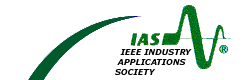 IAS
®
IEEE INDUSTRY
APPLICATIONS
SOCIETY